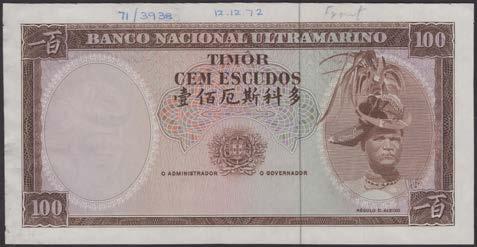 71/3938 12.12.72 Front
一百 BANCO NACIONAL ULTRAMARINO 100
TIMOR
CEM ESCUDOS
壹佰厄斯科多
O ADMINISTRADOR O GOVERNADOR
100 RÉGULO D. ALEIXO 一百